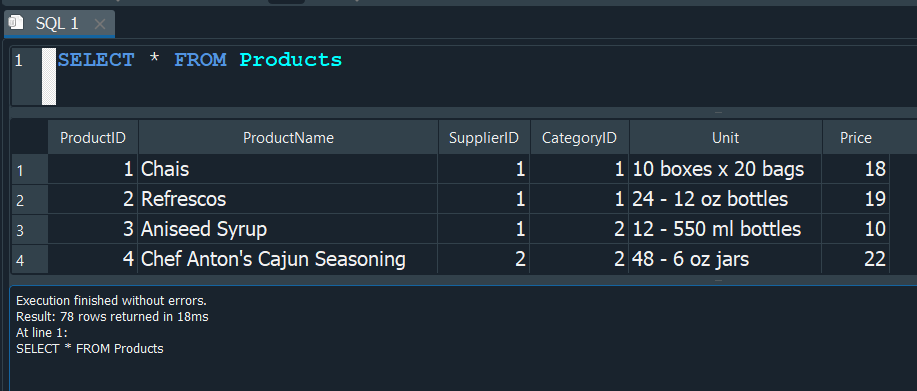 SQL 1
1 SELECT * FROM Products
ProductID ProductName SupplierID CategoryID Unit Price
1 1 Chais 1 1 10 boxes x 20 bags 18
2 2 Refrescos 1 1 24 - 12 oz bottles 19
3 3 Aniseed Syrup 1 2 12 - 550 ml bottles 10
4 4 Chef Anton's Cajun Seasoning 2 2 48 - 6 oz jars 22
Execution finished without errors.
Result: 78 rows returned in 18ms
At line 1:
SELECT * FROM Products